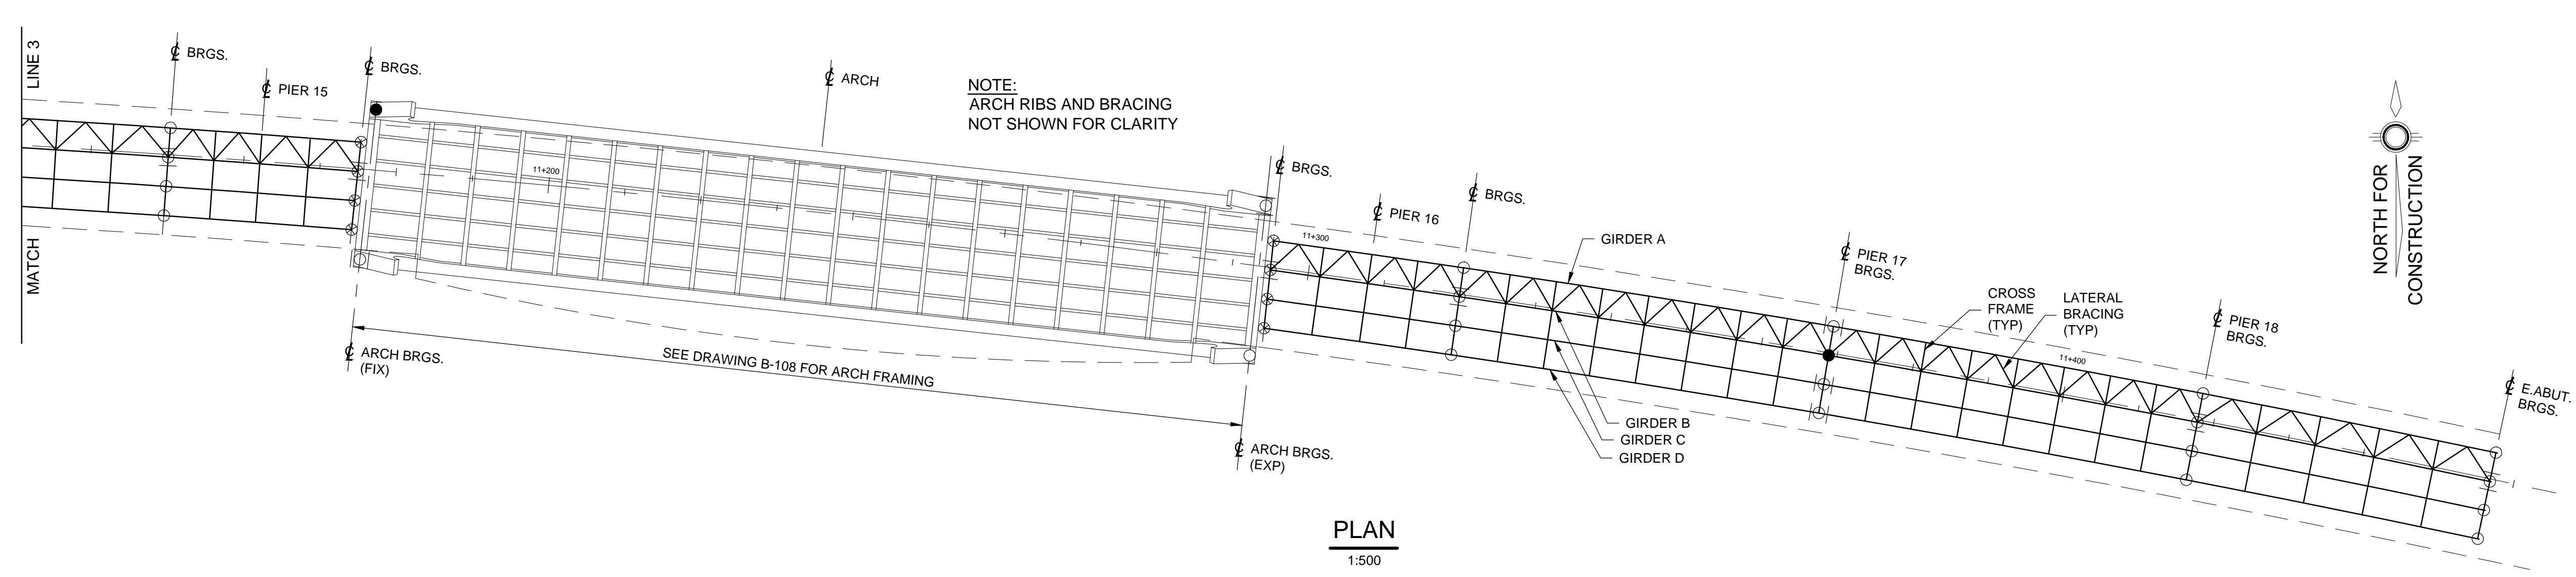 MATCH LINE 3
℄ BRGS.
℄ PIER 15
℄ BRGS.
℄ ARCH
NOTE:
ARCH RIBS AND BRACING
NOT SHOWN FOR CLARITY
11+200
℄ ARCH BRGS.
(FIX)
SEE DRAWING B-108 FOR ARCH FRAMING
℄ ARCH BRGS.
(EXP)
℄ BRGS.
11+300
℄ PIER 16
℄ BRGS.
GIRDER A
GIRDER B
GIRDER C
GIRDER D
℄ PIER 17
BRGS.
CROSS
FRAME
(TYP)
LATERAL
BRACING
(TYP)
11+400
℄ PIER 18
BRGS.
℄ E.ABUT.
BRGS.
NORTH FOR
CONSTRUCTION
PLAN
1:500